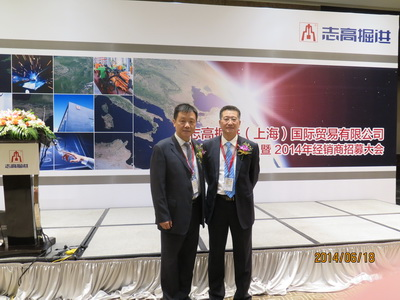 志高掘进
志高掘进（上海）国际贸易有限公司
暨 2014年经销商招募大会
志高掘进
2014/06/18